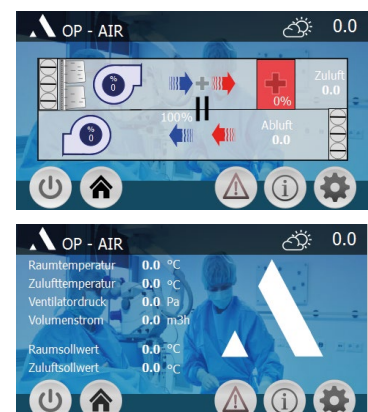 OP - AIR 0.0
% 0
Zuluft
0.0
0%
100%
% 0
Abluft
0.0
OP - AIR 0.0
Raumtemperatur 0.0 °C
Zulufttemperatur 0.0 °C
Ventilatordruck 0.0 Pa
Volumenstrom 0.0 m3h
Raumsollwert 0.0 °C
Zuluftsollwert 0.0 °C